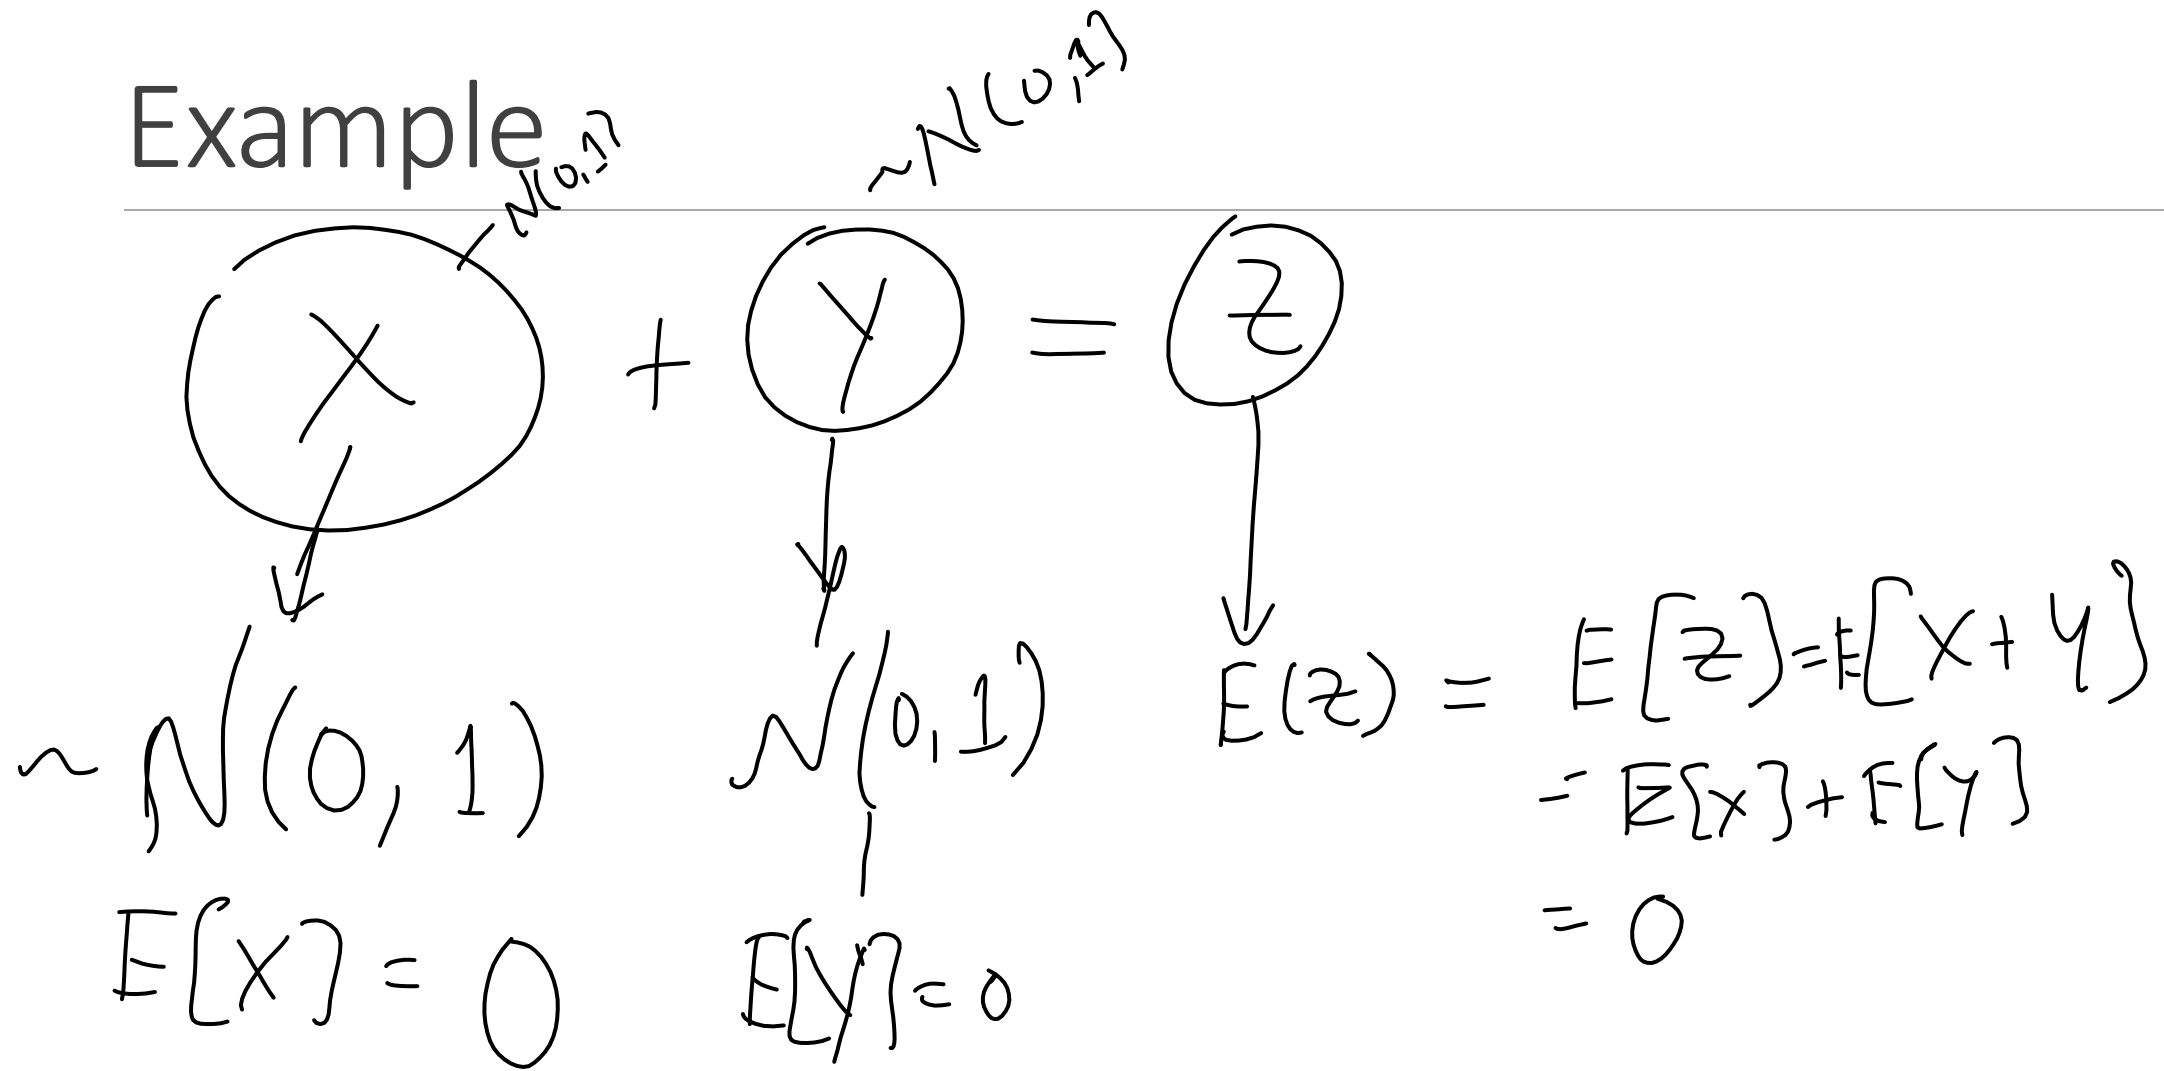 Example
N(0,1)
~N(0,1)
X + Y = Z
~ N(0, 1)
N(0,1)
E(Z) = E[Z] = E[X + Y]
= E[X] + E[Y]
= 0
E[X] = 0
E[Y] = 0